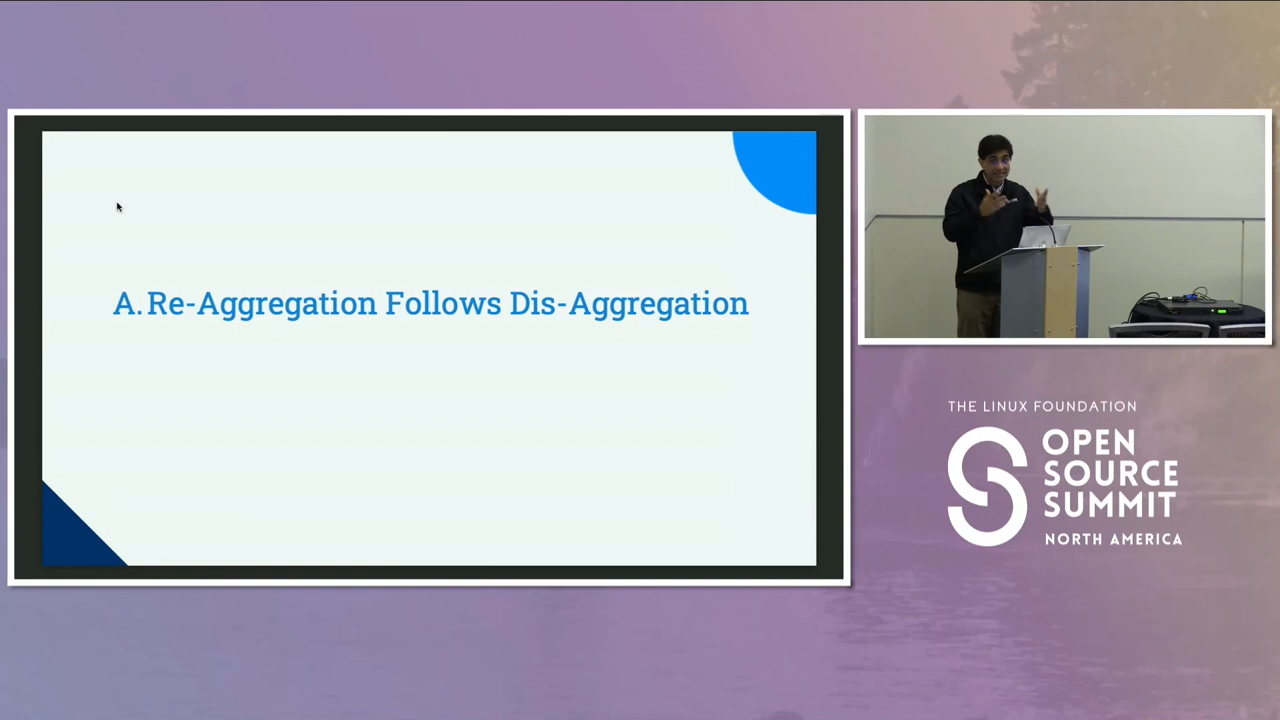 A. Re-Aggregation Follows Dis-Aggregation
THE LINUX FOUNDATION
OPEN
SOURCE
SUMMIT
NORTH AMERICA